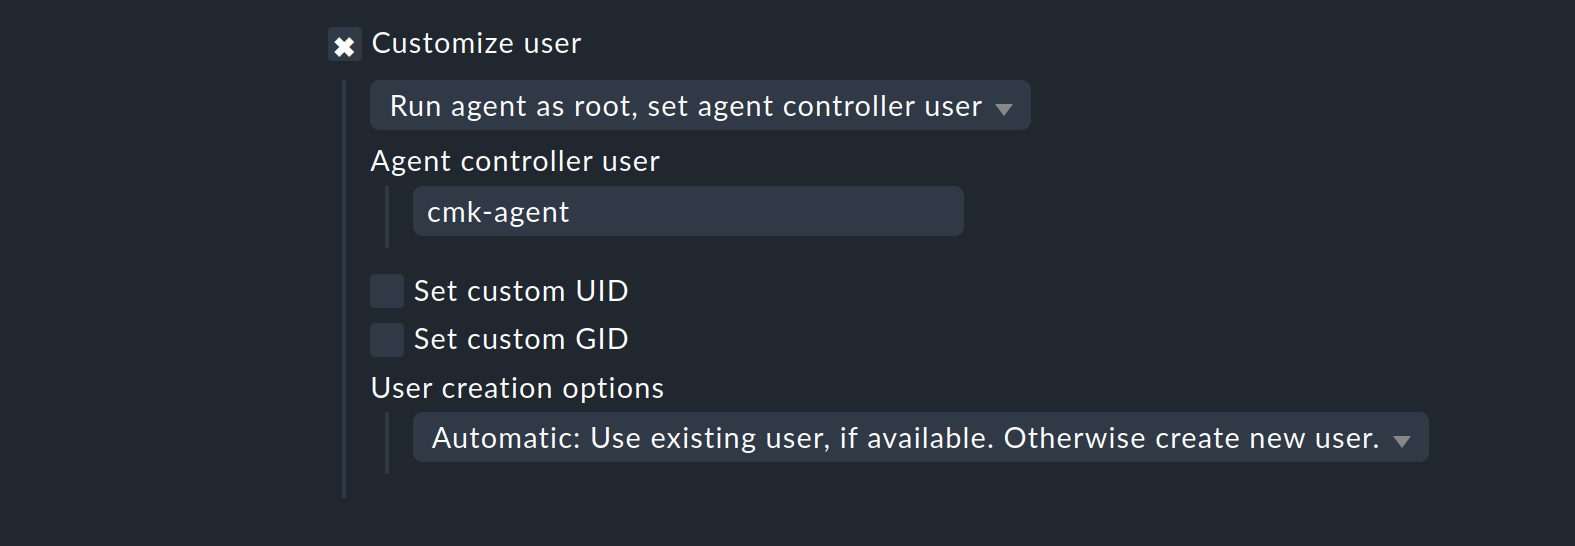 Customize user
Run agent as root, set agent controller user
Agent controller user
cmk-agent
Set custom UID
Set custom GID
User creation options
Automatic: Use existing user, if available. Otherwise create new user.